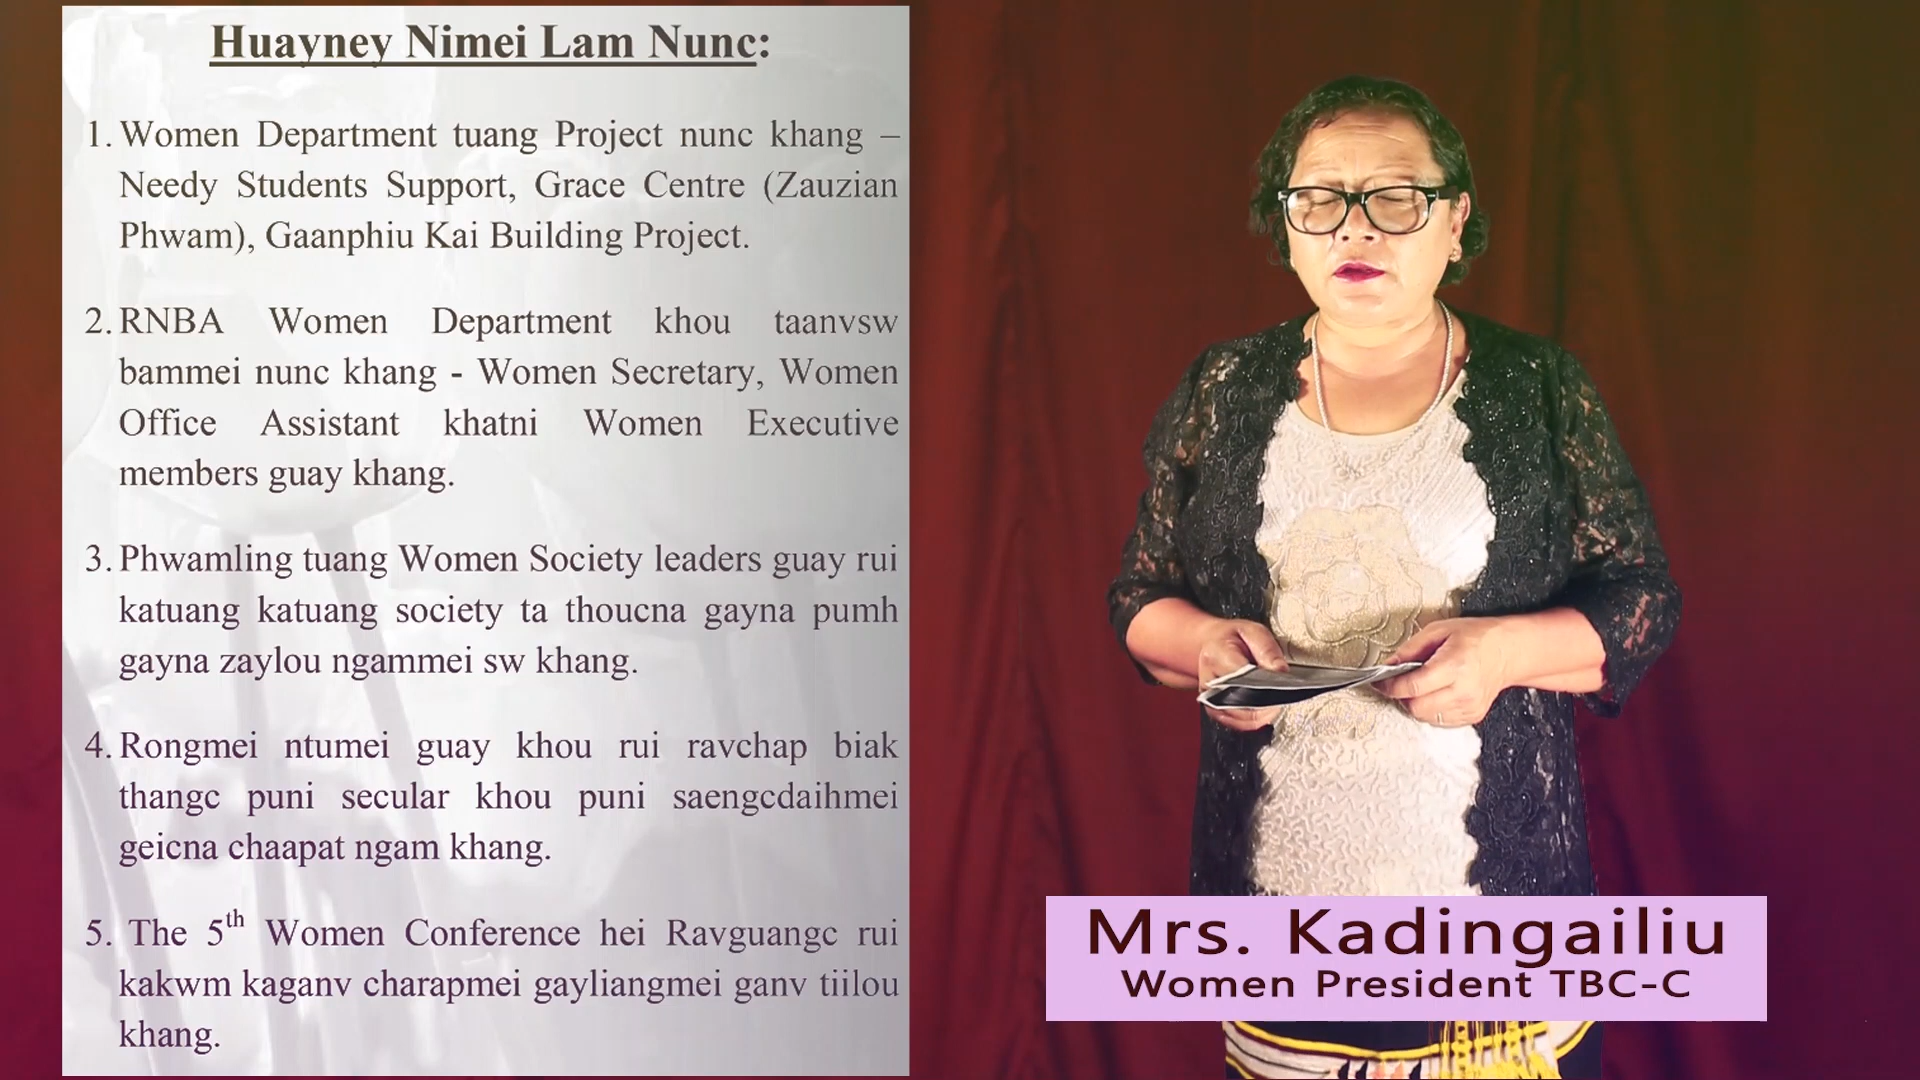 Huayney Nimei Lam Nunc:
1. Women Department tuang Project nunc khang –
Needy Students Support, Grace Centre (Zauzian
Phwam), Gaanphiu Kai Building Project.
2. RNBA Women Department khou taanvsw
bammei nunc khang - Women Secretary, Women
Office Assistant khatni Women Executive
members guay khang.
3. Phwamling tuang Women Society leaders guay rui
katuang katuang society ta thoucna gayna pumh
gayna zaylou ngammei sw khang.
4. Rongmei ntumei guay khou rui ravchap biak
thangc puni secular khou puni saengcdaihmei
geicna chaapat ngam khang.
5. The 5th Women Conference hei Ravguangc rui
kakwm kaganv charapmei gayliangmei ganv tiilou
khang.
Mrs. Kadingailiu
Women President TBC-C